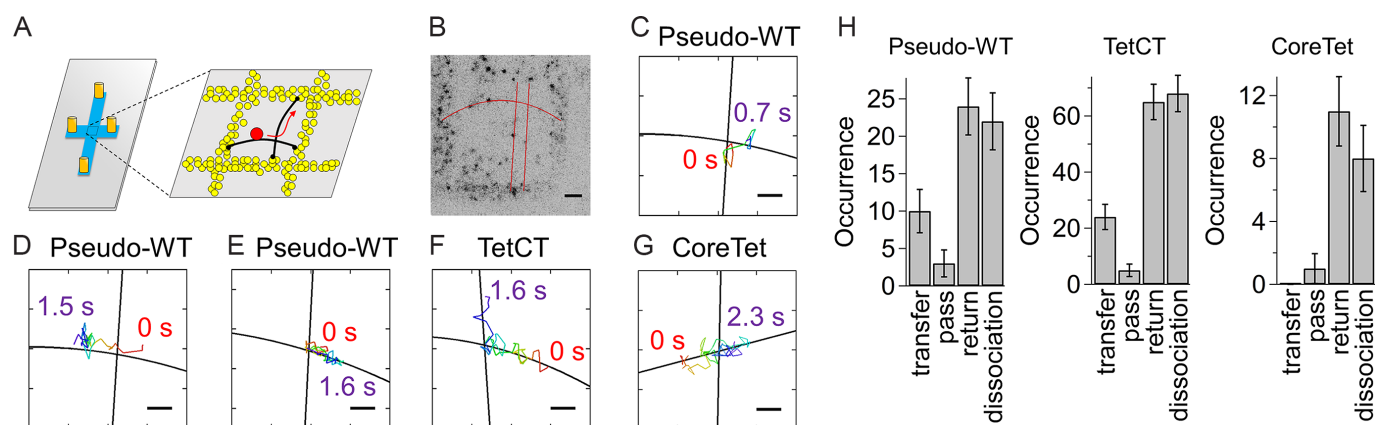 A
B
C
Pseudo-WT
0.7 s
0 s
D
Pseudo-WT
1.5 s
0 s
E
Pseudo-WT
0 s
1.6 s
F
TetCT
1.6 s
0 s
G
CoreTet
0 s
2.3 s
H
Pseudo-WT
Occurrence
25
20
15
10
5
0
transfer
pass
return
dissociation
TetCT
Occurrence
60
40
20
0
transfer
pass
return
dissociation
CoreTet
Occurrence
12
8
4
0
transfer
pass
return
dissociation